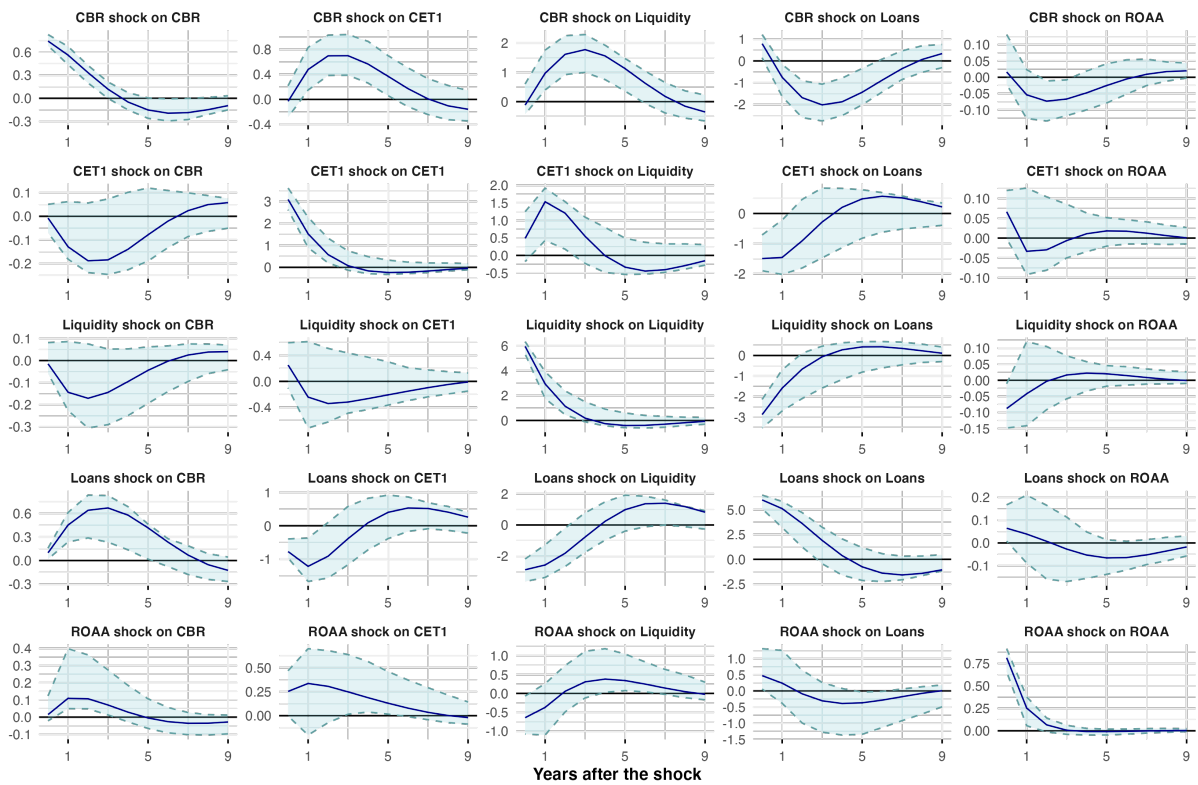 CBR shock on CBR CBR shock on CET1 CBR shock on Liquidity CBR shock on Loans CBR shock on ROAA
0.6 0.3 0.0 -0.3 0.8 0.4 0.0 -0.4 2 1 0 1 0 -1 -2 0.10 0.05 0.00 -0.05 -0.10
1 5 9 1 5 9 1 5 9 1 5 9 1 5 9
CET1 shock on CBR CET1 shock on CET1 CET1 shock on Liquidity CET1 shock on Loans CET1 shock on ROAA
0.1 0.0 -0.1 -0.2 3 2 1 0 2.0 1.5 1.0 0.5 0.0 -0.5 0 -1 -2 0.10 0.05 0.00 -0.05 -0.10
1 5 9 1 5 9 1 5 9 1 5 9 1 5 9
Liquidity shock on CBR Liquidity shock on CET1 Liquidity shock on Liquidity Liquidity shock on Loans Liquidity shock on ROAA
0.1 0.0 -0.1 -0.2 -0.3 0.4 0.0 -0.4 6 4 2 0 0 -1 -2 -3 0.10 0.05 0.00 -0.05 -0.10 -0.15
1 5 9 1 5 9 1 5 9 1 5 9 1 5 9
Loans shock on CBR Loans shock on CET1 Loans shock on Liquidity Loans shock on Loans Loans shock on ROAA
0.6 0.3 0.0 -0.3 1 0 -1 2 0 -2 5.0 2.5 0.0 -2.5 0.2 0.1 0.0 -0.1
1 5 9 1 5 9 1 5 9 1 5 9 1 5 9
ROAA shock on CBR ROAA shock on CET1 ROAA shock on Liquidity ROAA shock on Loans ROAA shock on ROAA
0.4 0.3 0.2 0.1 0.0 -0.1 0.50 0.25 0.00 1.0 0.5 0.0 -0.5 -1.0 1.0 0.5 0.0 -0.5 -1.0 -1.5 0.75 0.50 0.25 0.00
1 5 9 1 5 9 1 5 9 1 5 9 1 5 9
Years after the shock